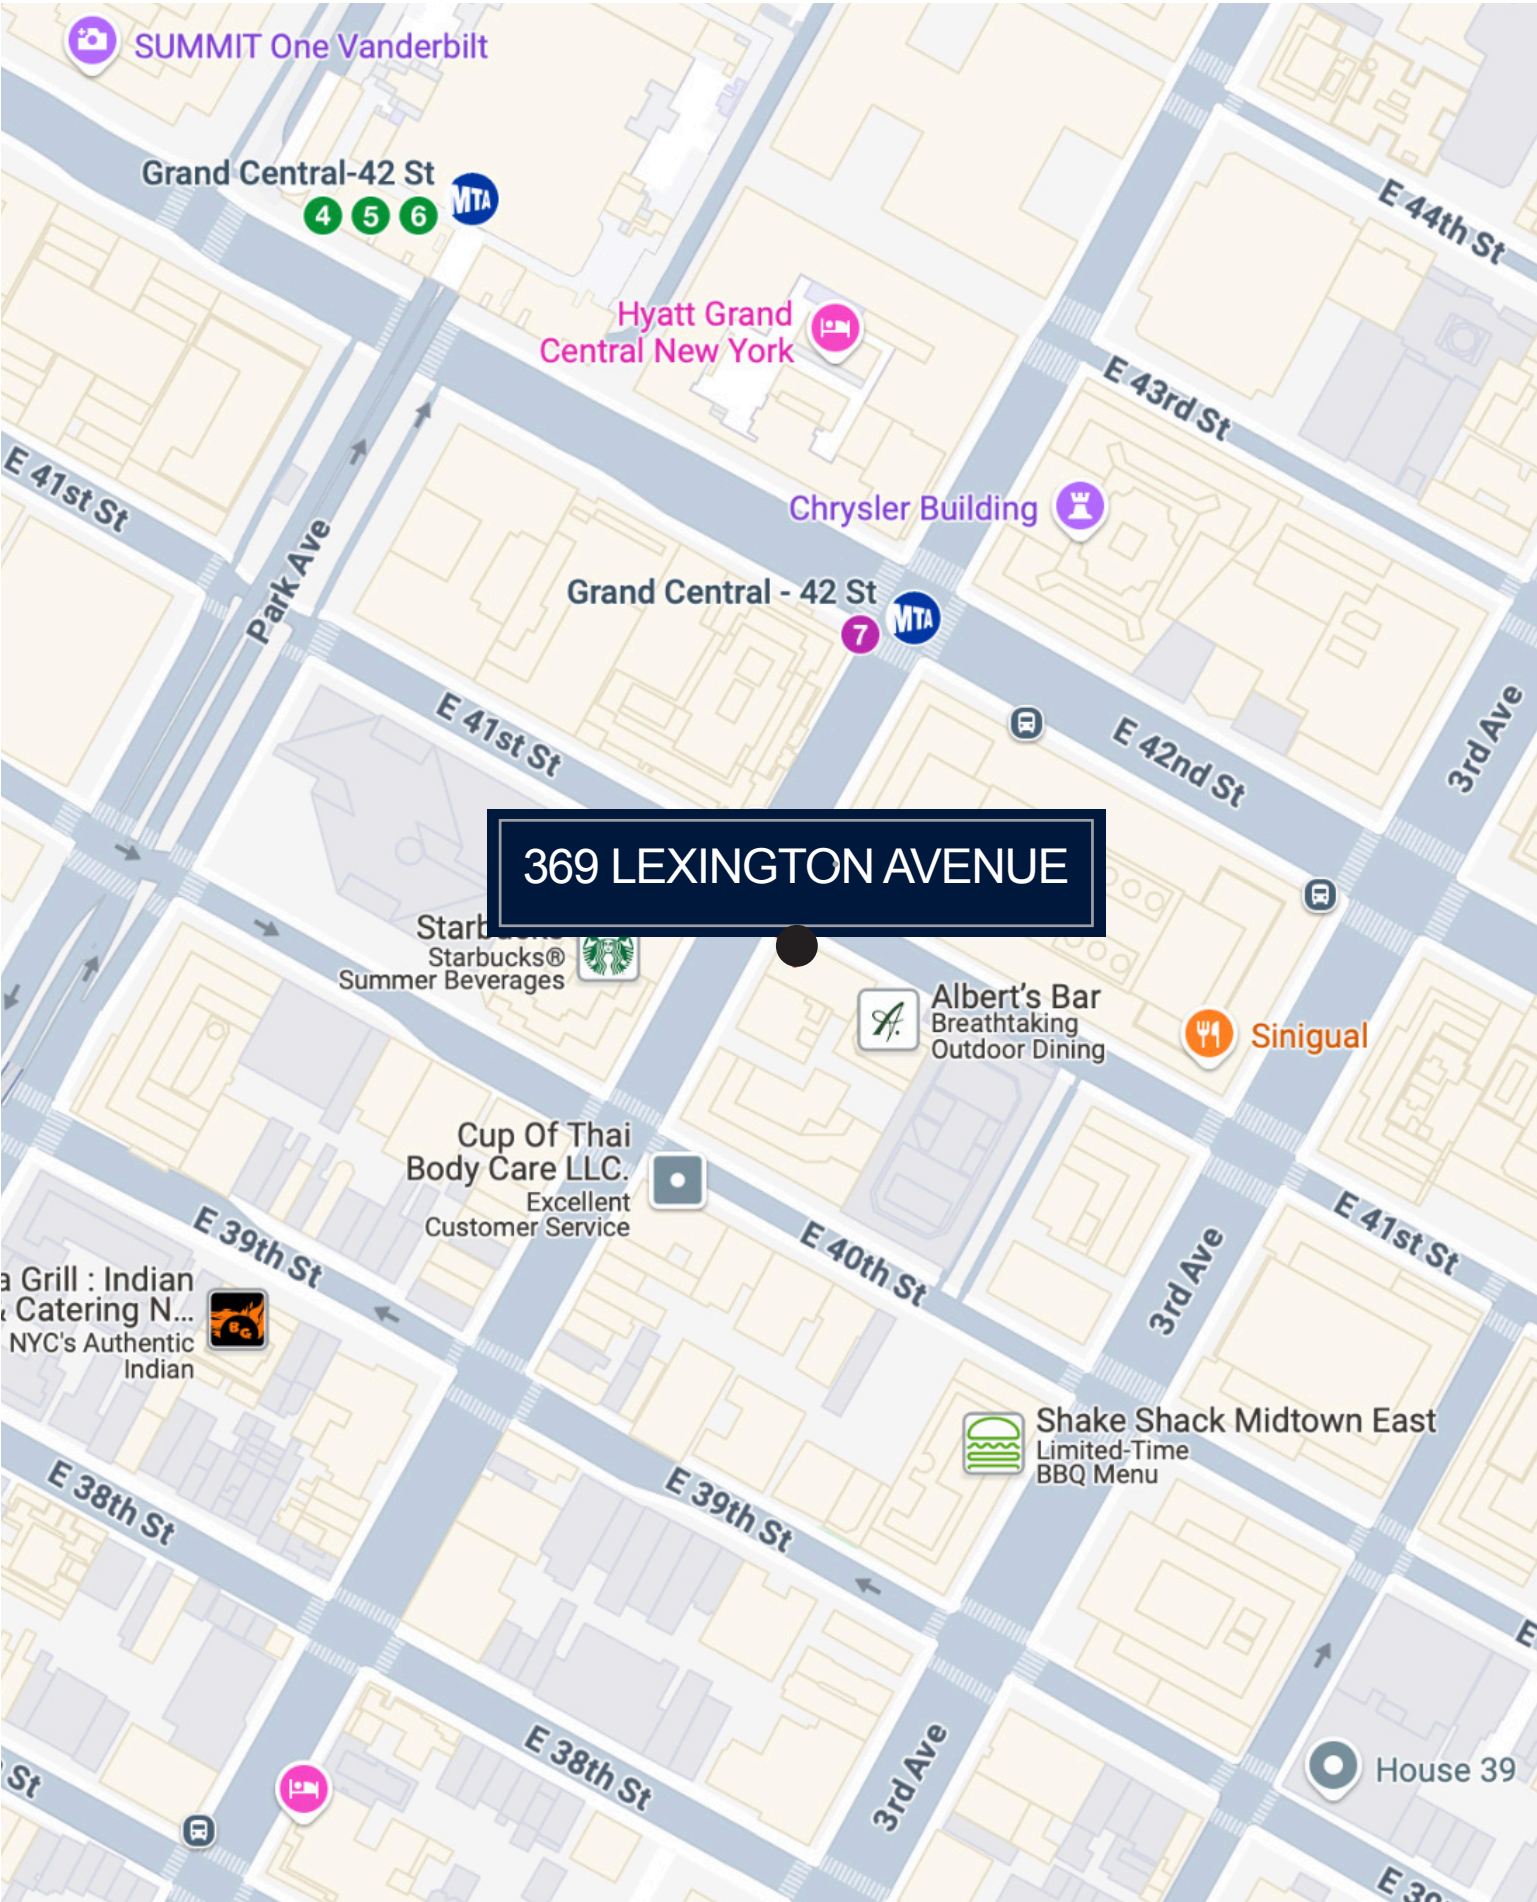 SUMMIT One Vanderbilt
Grand Central-42 St
4 5 6
MTA
E 44th St
Hyatt Grand
Central New York
E 43rd St
E 41st St
Park Ave
Chrysler Building
Grand Central - 42 St
7
MTA
E 41st St
E 42nd St
3rd Ave
369 LEXINGTON AVENUE
Starbucks
Starbucks®
Summer Beverages
A.
Albert’s Bar
Breathtaking
Outdoor Dining
Sinigual
Cup Of Thai
Body Care LLC.
Excellent
Customer Service
E 39th St
E 40th St
3rd Ave
E 41st St
a Grill : Indian
& Catering N...
NYC's Authentic
Indian
BG
Shake Shack Midtown East
Limited-Time
BBQ Menu
E 38th St
E 39th St
E
St
E 38th St
3rd Ave
House 39
E 39